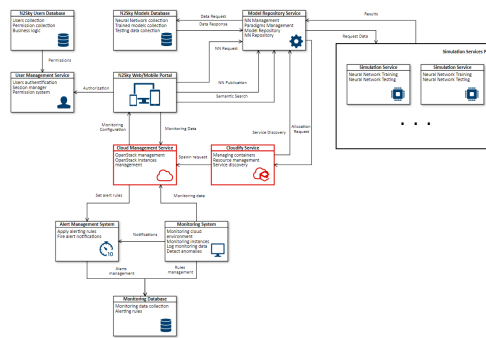 N2Sky Users Database
Users collection
Permission collection
Business logic
N2Sky Models Database
Neural Network collection
Trained models collection
Testing data collection
Data Request
Data Response
Model Repository Service
NN Management
Paradigms Management
Model Repository
NN Repository
Results
Request Data
Simulation Services P
Simulation Service
Neural Network Training
Neural Network Testing
Simulation Service
Neural Network Training
Neural Network Testing
. . .
Permissions
NN Request
User Management Service
Users authentification
Session manager
Permission system
Authorization
N2Sky Web/Mobile Portal
NN Publication
Semantic Search
Monitoring
Configuration
Monitoring Data
Service Discovery
Allocation
Request
Cloud Management Service
OpenStack management
OpenStack instances
management
Spawn request
Cloudify Service
Managing containers
Resource management
Service discovery
Set alert rules
Monitoring data
Alert Management System
Apply alerting rules
Fire alert notifications
10
Notifications
Monitoring System
Monitoring cloud
environment
Monitoring instances
Log monitoring data
Detect anomalies
Alerts
management
Rules
management
Monitoring Database
Monitoring data collection
Alerting rules